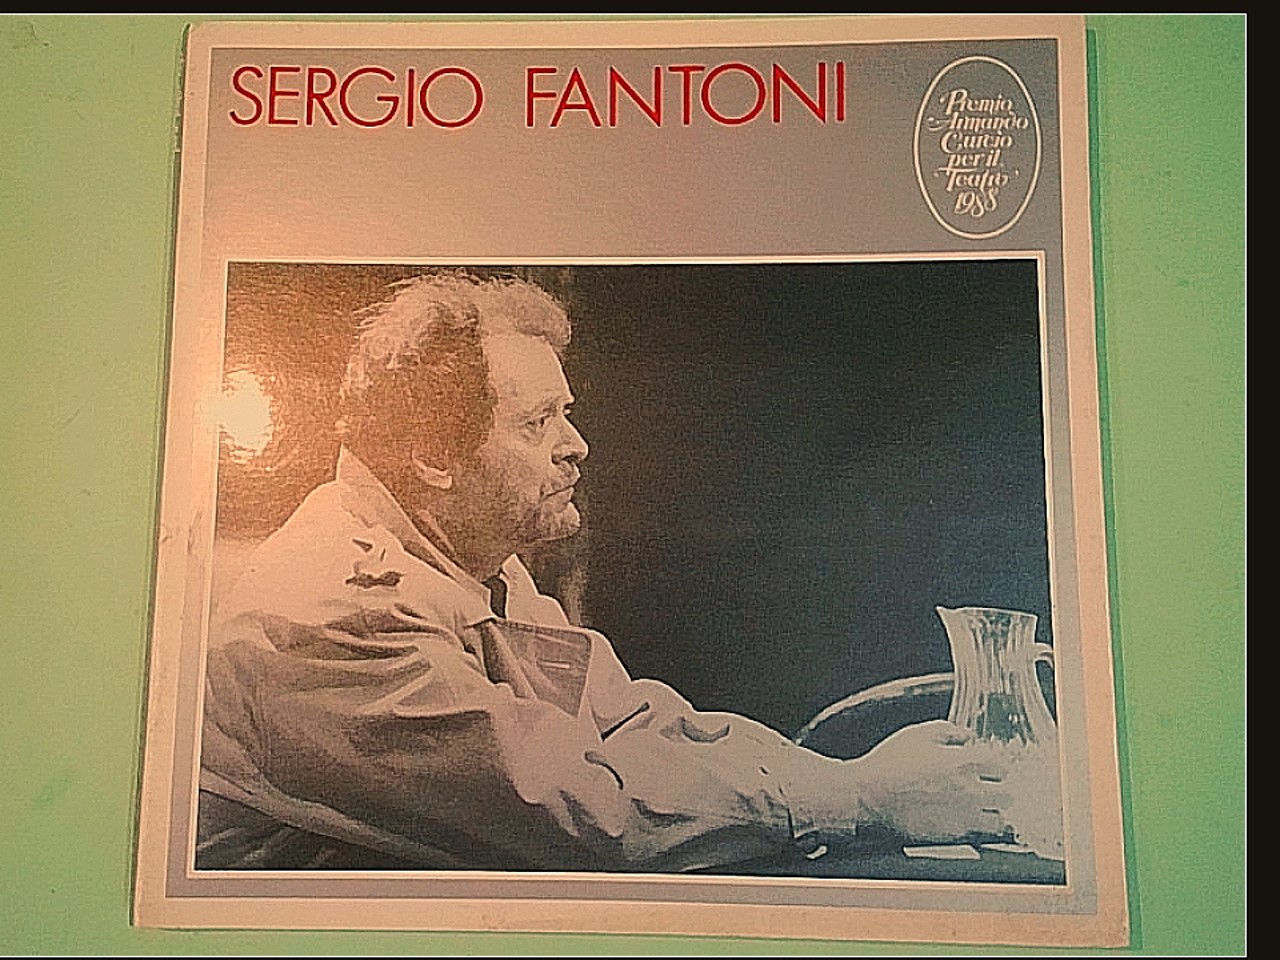 SERGIO FANTONI
Premio
Armando
Curcio
per il
Teatro
1988